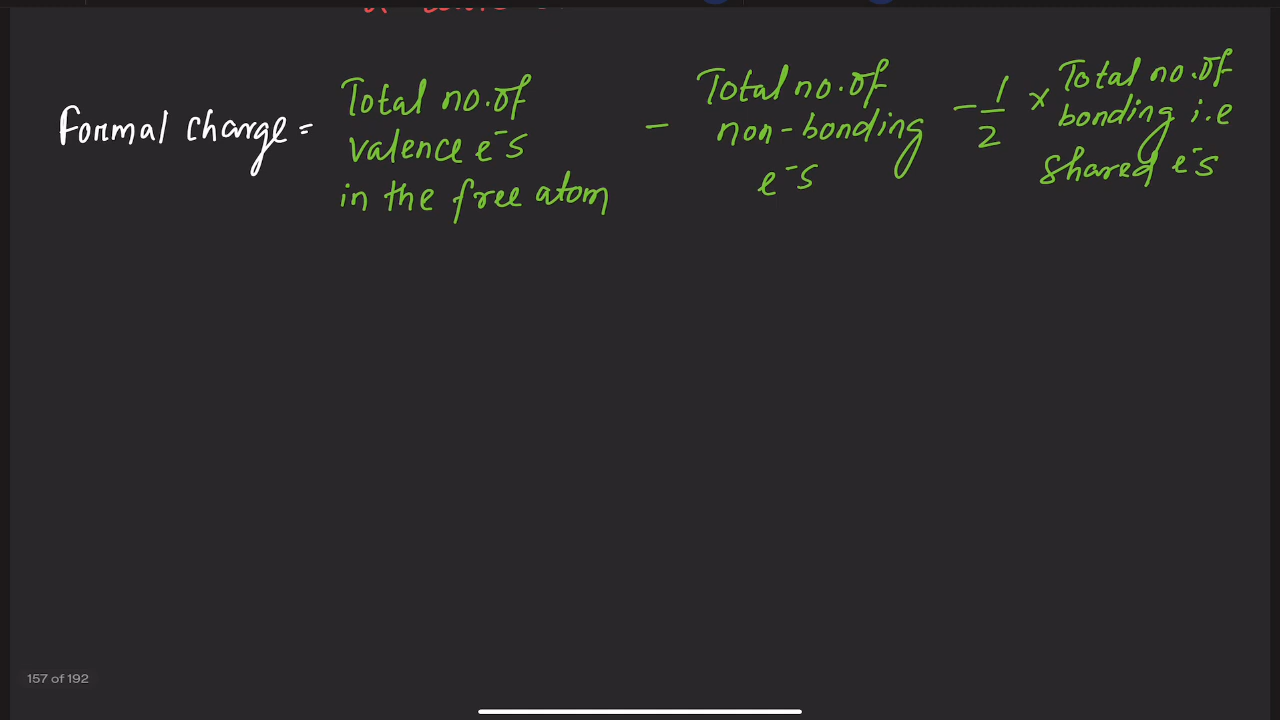 Formal charge = Total no. of valence e⁻s in the free atom
- Total no. of non-bonding e⁻s
- 1/2 × Total no. of bonding i.e shared e⁻s
157 of 192